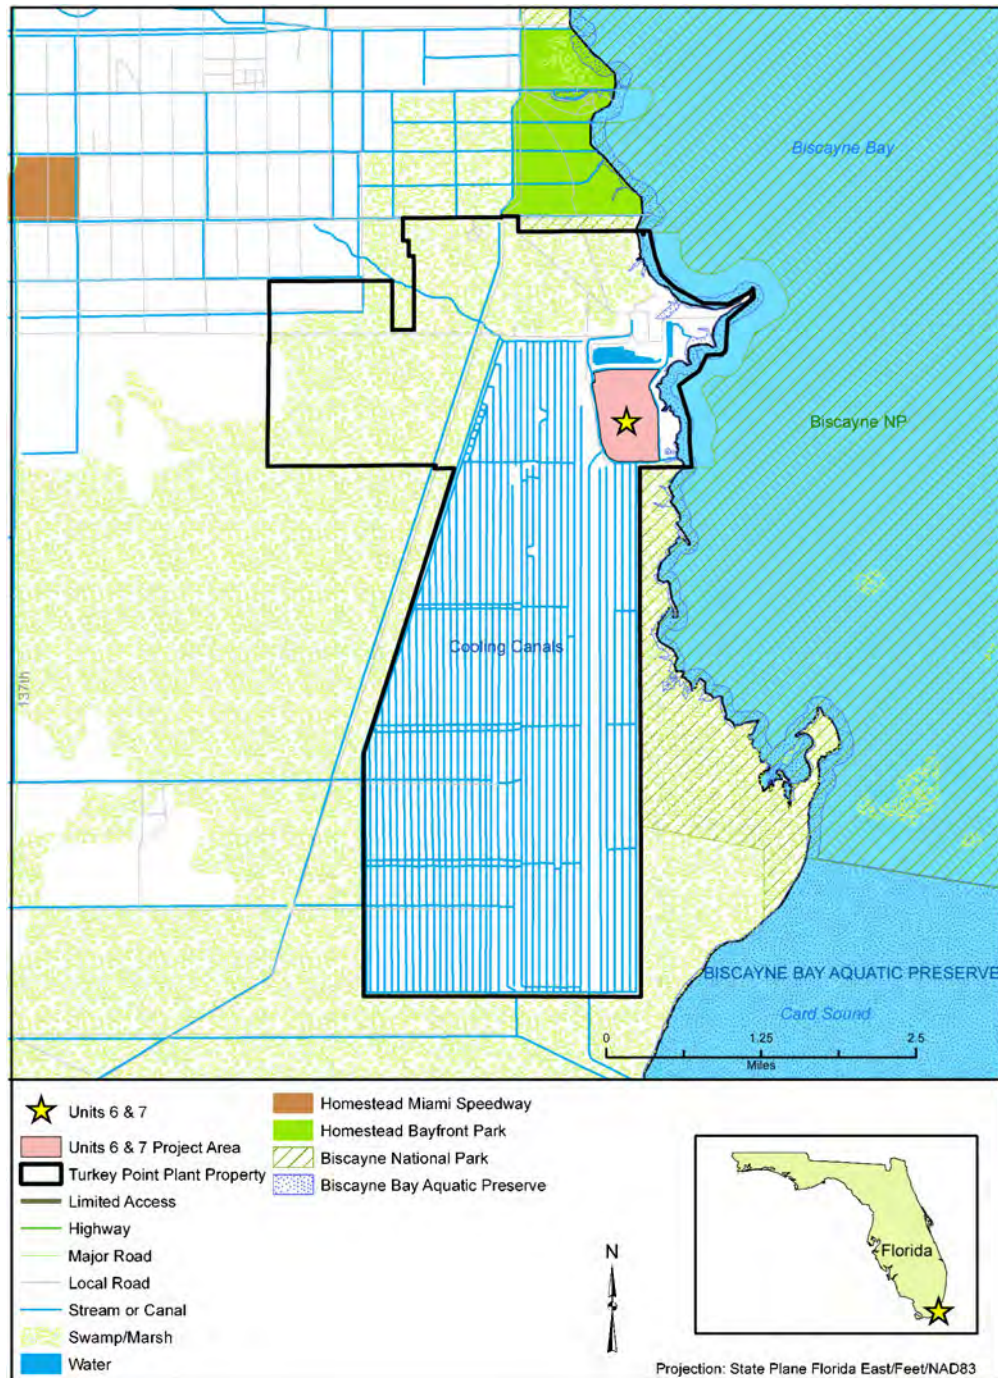 Biscayne Bay
Biscayne NP
Cooling Canals
137th
BISCAYNE BAY AQUATIC PRESERVE
Card Sound
0 1.25 2.5
Miles
Units 6 & 7
Units 6 & 7 Project Area
Turkey Point Plant Property
Limited Access
Highway
Major Road
Local Road
Stream or Canal
Swamp/Marsh
Water
Homestead Miami Speedway
Homestead Bayfront Park
Biscayne National Park
Biscayne Bay Aquatic Preserve
N
Florida
Projection: State Plane Florida East/Feet/NAD83